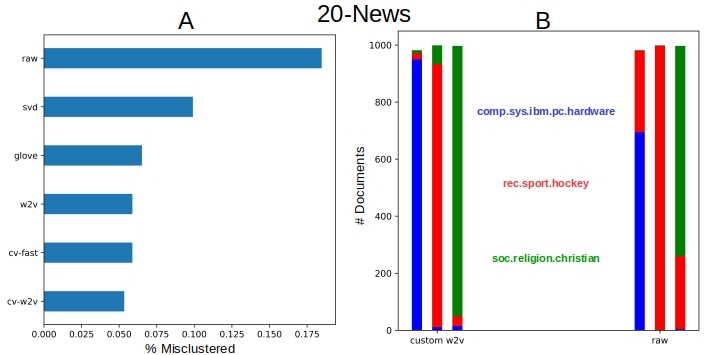 20-News
A
raw
svd
glove
w2v
cv-fast
cv-w2v
0.000 0.025 0.050 0.075 0.100 0.125 0.150 0.175
% Misclustered
B
# Documents
1000
800
600
400
200
0
comp.sys.ibm.pc.hardware
rec.sport.hockey
soc.religion.christian
custom w2v raw